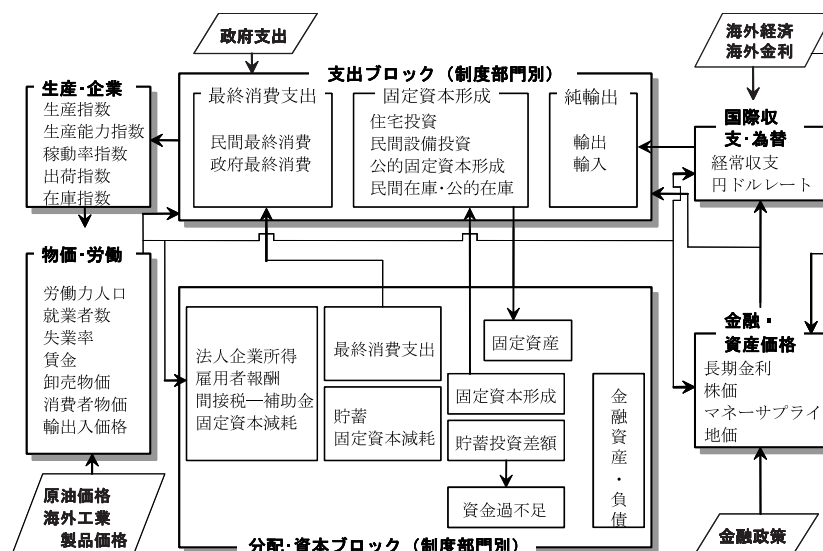 政府支出
海外経済
海外金利
支出ブロック（制度部門別）
生産・企業
生産指数
生産能力指数
稼動率指数
出荷指数
在庫指数
最終消費支出
民間最終消費
政府最終消費
固定資本形成
住宅投資
民間設備投資
公的固定資本形成
民間在庫・公的在庫
純輸出
輸出
輸入
国際収
支・為替
経常収支
円ドルレート
物価・労働
労働力人口
就業者数
失業率
賃金
卸売物価
消費者物価
輸出入価格
法人企業所得
雇用者報酬
間接税―補助金
固定資本減耗
最終消費支出
貯蓄
固定資本減耗
固定資産
固定資本形成
貯蓄投資差額
資金過不足
金融資産・負債
金融・
資産価格
長期金利
株価
マネーサプライ
地価
原油価格
海外工業
製品価格
分配・資本ブロック（制度部門別）
金融政策